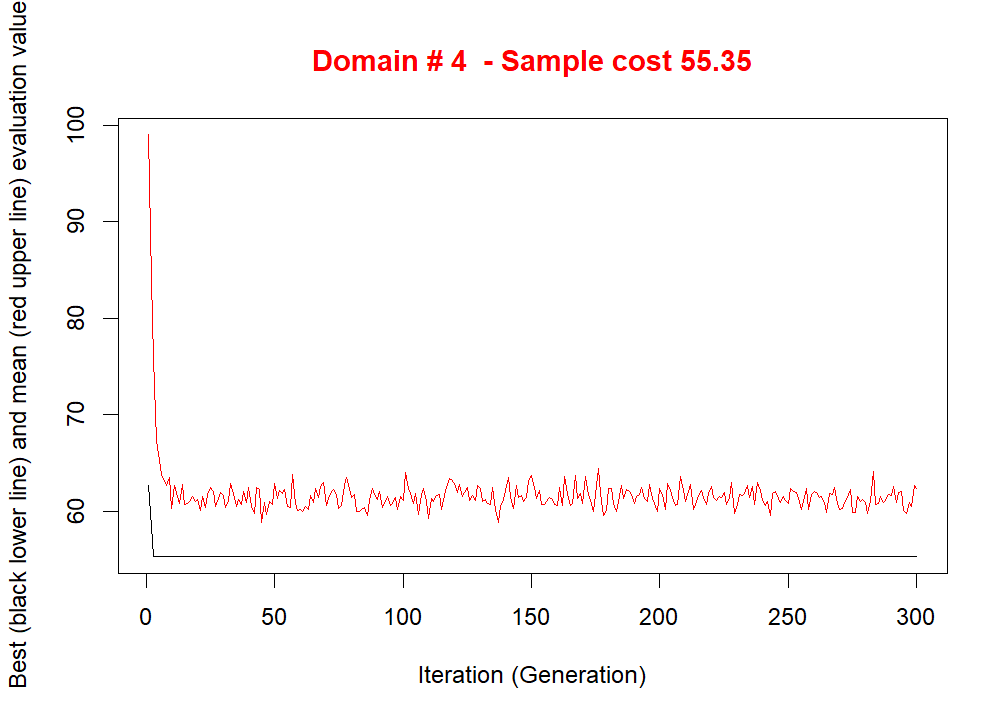 Domain # 4  - Sample cost 55.35
Best (black lower line) and mean (red upper line) evaluation value
100
90
80
70
60
0 50 100 150 200 250 300
Iteration (Generation)